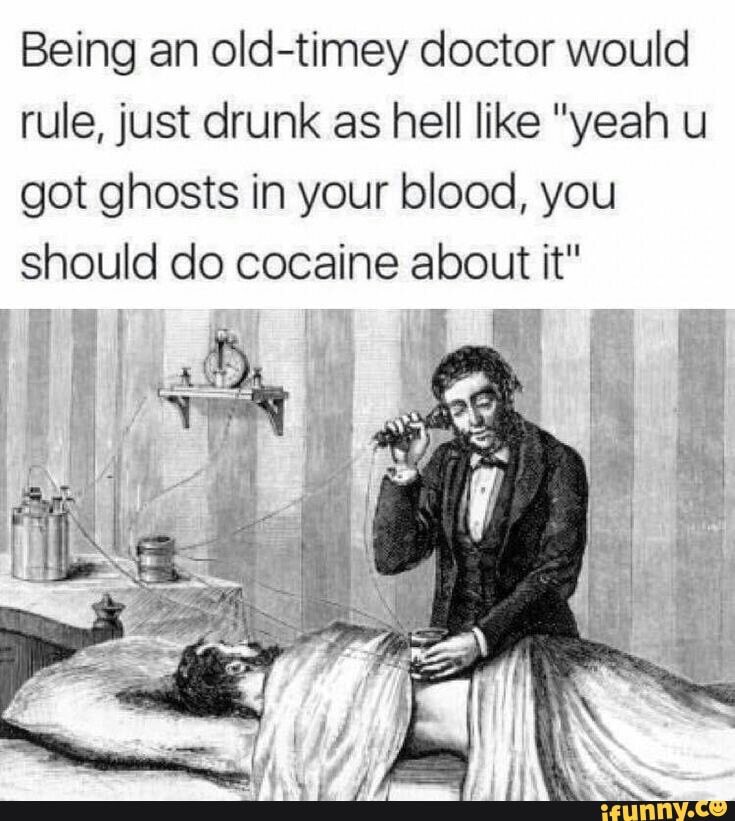 Being an old-timey doctor would
rule, just drunk as hell like "yeah u
got ghosts in your blood, you
should do cocaine about it"
ifunny.co